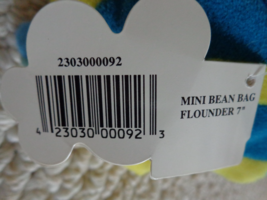 2303000092
4 23030 00092 3
MINI BEAN BAG
FLOUNDER 7"